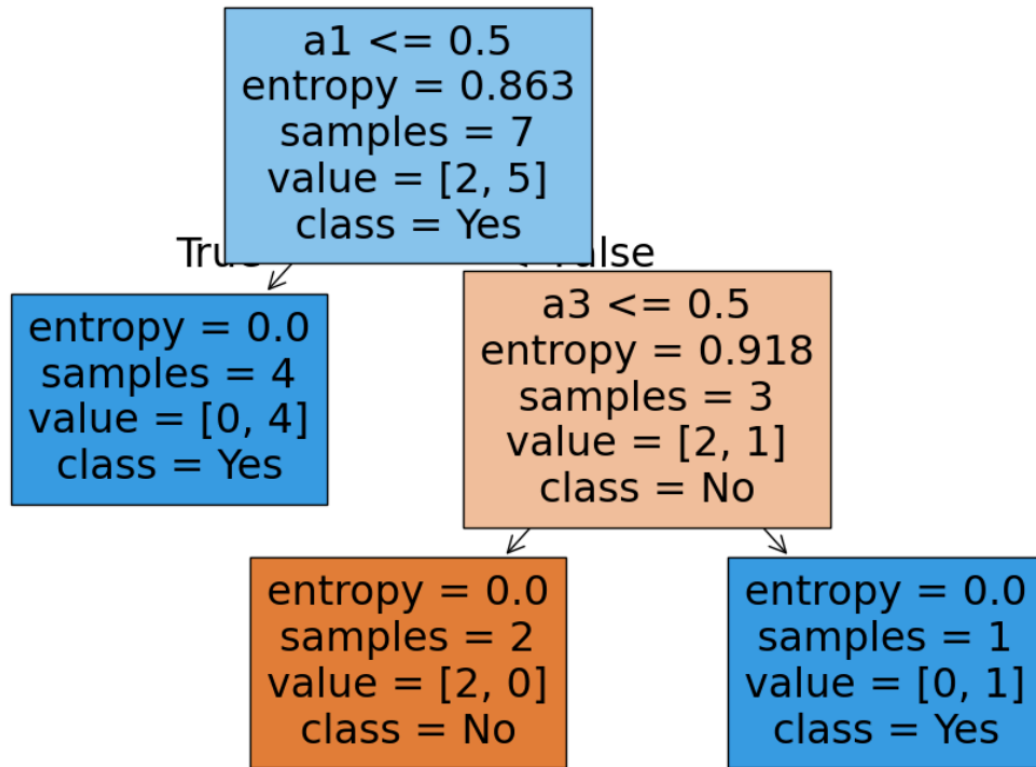 a1 <= 0.5
entropy = 0.863
samples = 7
value = [2, 5]
class = Yes
True
a3 <= 0.5
entropy = 0.918
samples = 3
value = [2, 1]
class = No
entropy = 0.0
samples = 4
value = [0, 4]
class = Yes
entropy = 0.0
samples = 2
value = [2, 0]
class = No
entropy = 0.0
samples = 1
value = [0, 1]
class = Yes